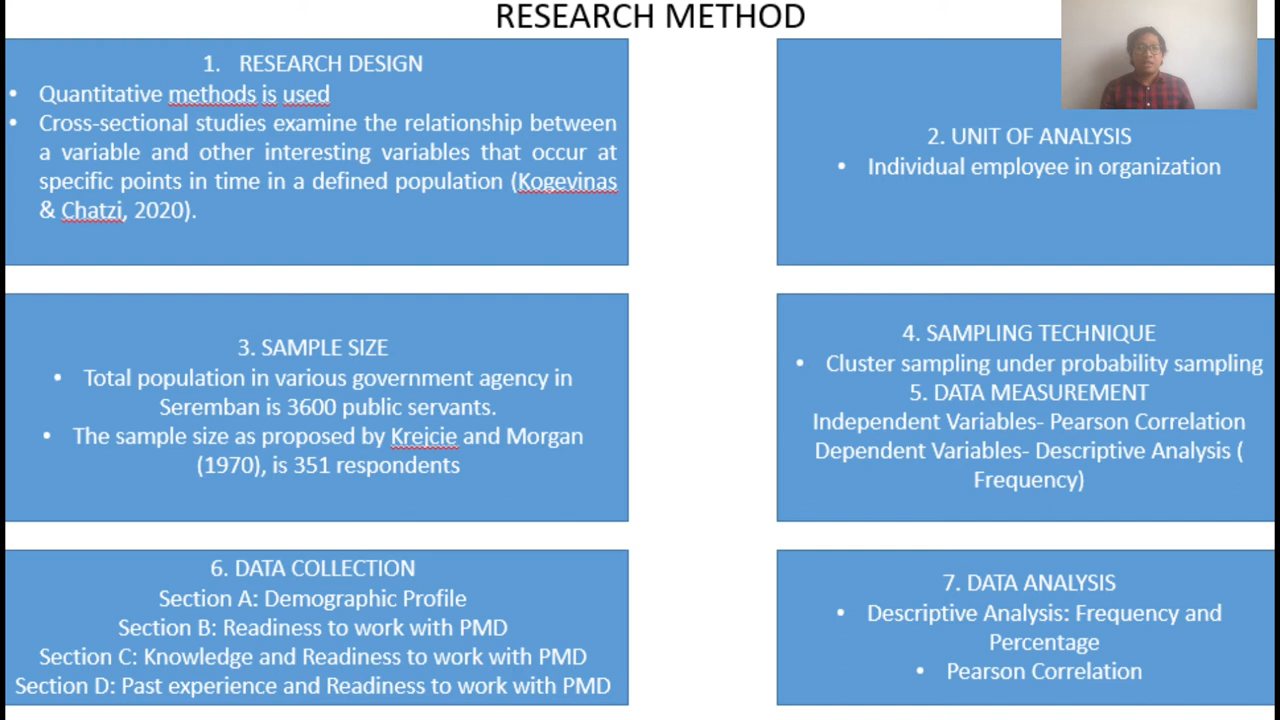 RESEARCH METHOD
1. RESEARCH DESIGN
• Quantitative methods is used
• Cross-sectional studies examine the relationship between
a variable and other interesting variables that occur at
specific points in time in a defined population (Kogevinas
& Chatzi, 2020).
2. UNIT OF ANALYSIS
• Individual employee in organization
3. SAMPLE SIZE
• Total population in various government agency in
Seremban is 3600 public servants.
• The sample size as proposed by Krejcie and Morgan
(1970), is 351 respondents
4. SAMPLING TECHNIQUE
• Cluster sampling under probability sampling
5. DATA MEASUREMENT
Independent Variables- Pearson Correlation
Dependent Variables- Descriptive Analysis (
Frequency)
6. DATA COLLECTION
Section A: Demographic Profile
Section B: Readiness to work with PMD
Section C: Knowledge and Readiness to work with PMD
Section D: Past experience and Readiness to work with PMD
7. DATA ANALYSIS
• Descriptive Analysis: Frequency and
Percentage
• Pearson Correlation